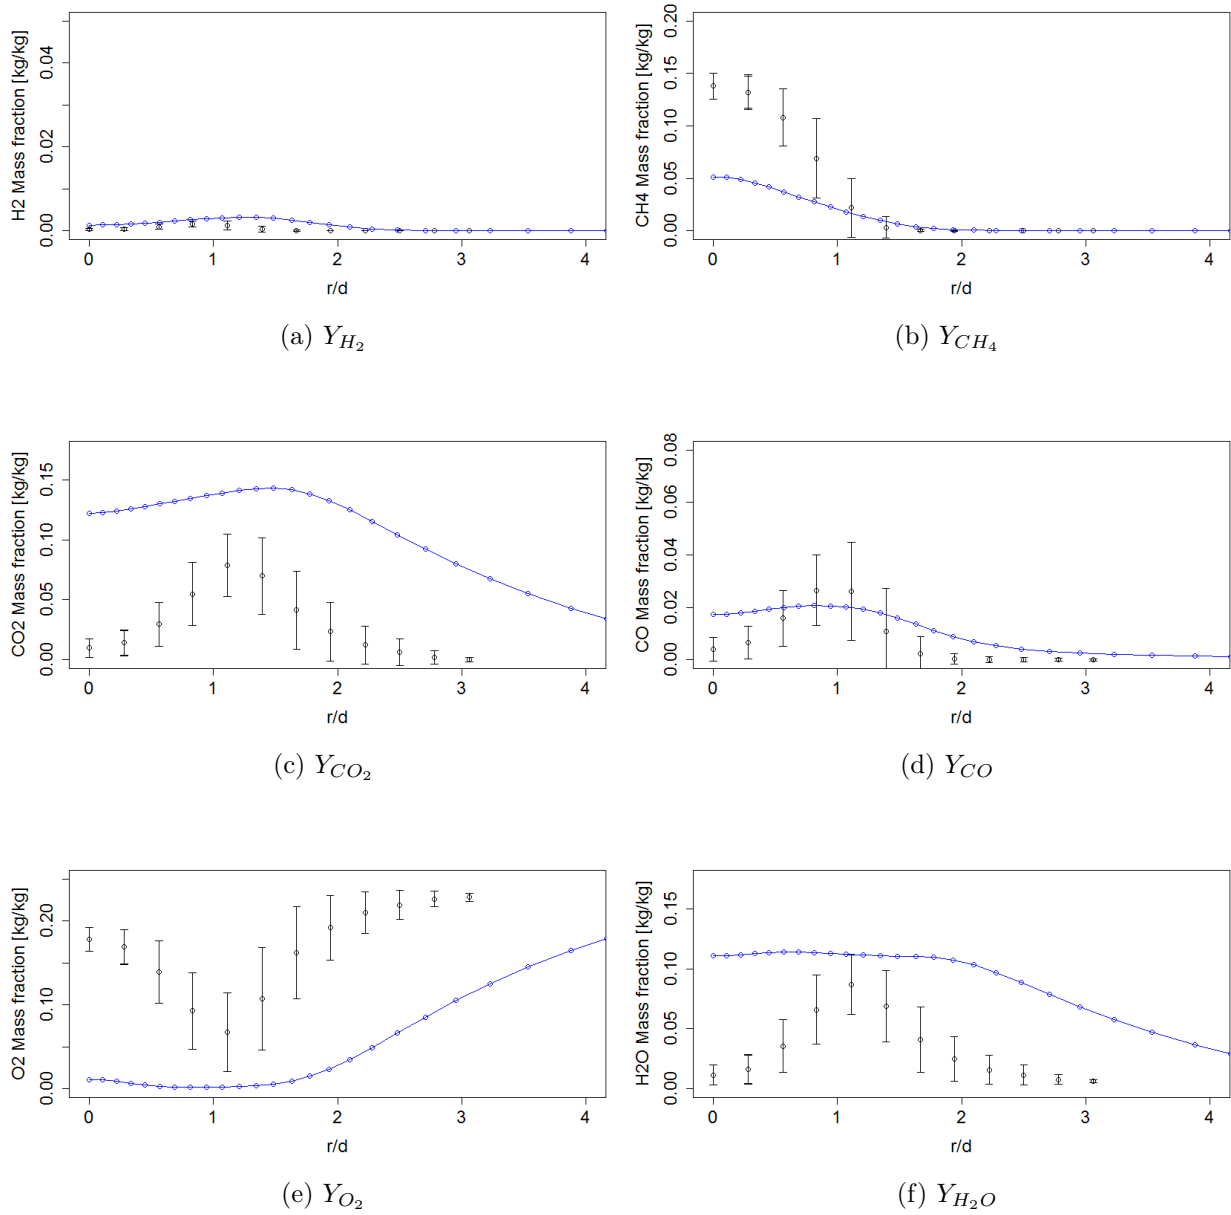 H2 Mass fraction [kg/kg]
0.00 0.02 0.04
0 1 2 3 4
r/d
(a) Y_{H_2}
CH4 Mass fraction [kg/kg]
0.00 0.05 0.10 0.15 0.20
0 1 2 3 4
r/d
(b) Y_{CH_4}
CO2 Mass fraction [kg/kg]
0.00 0.05 0.10 0.15
0 1 2 3 4
r/d
(c) Y_{CO_2}
CO Mass fraction [kg/kg]
0.00 0.02 0.04 0.06 0.08
0 1 2 3 4
r/d
(d) Y_{CO}
O2 Mass fraction [kg/kg]
0.00 0.10 0.20
0 1 2 3 4
r/d
(e) Y_{O_2}
H2O Mass fraction [kg/kg]
0.00 0.05 0.10 0.15
0 1 2 3 4
r/d
(f) Y_{H_2O}